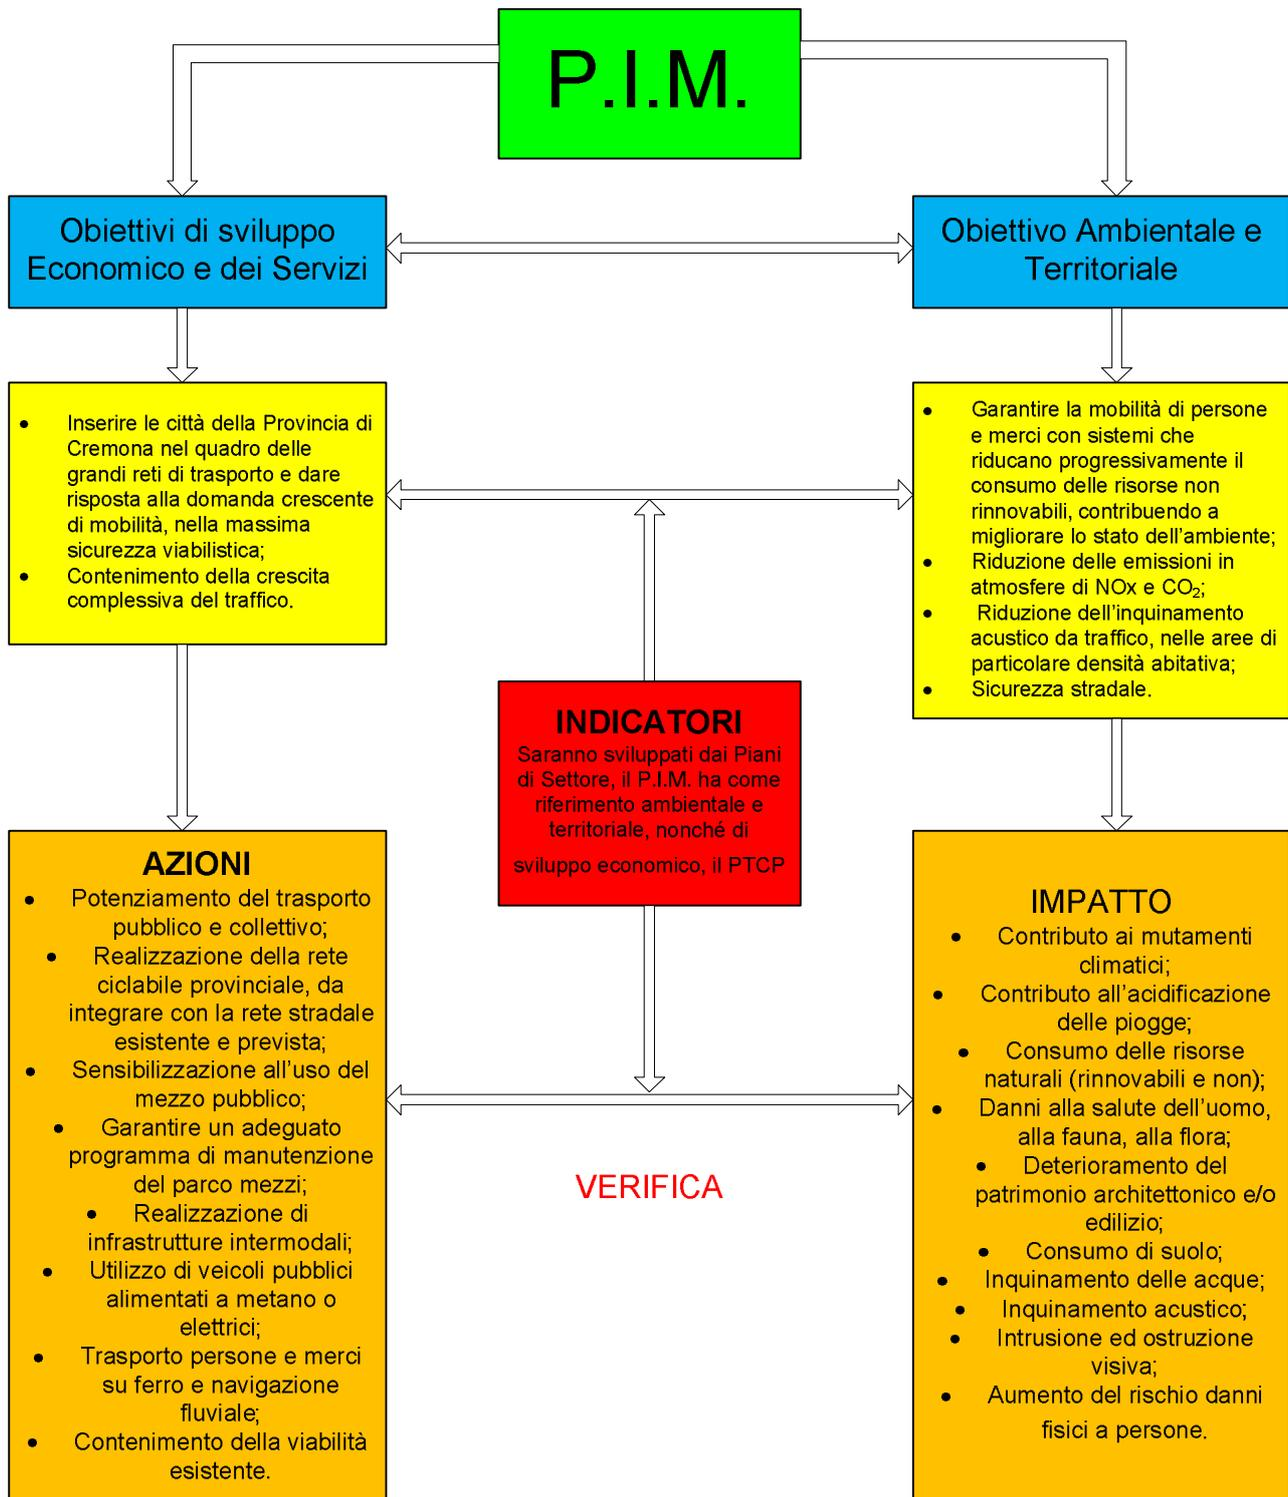 P.I.M.
Obiettivi di sviluppo
Economico e dei Servizi
Obiettivo Ambientale e
Territoriale
• Inserire le città della Provincia di
Cremona nel quadro delle
grandi reti di trasporto e dare
risposta alla domanda crescente
di mobilità, nella massima
sicurezza viabilistica;
• Contenimento della crescita
complessiva del traffico.
• Garantire la mobilità di persone
e merci con sistemi che
riducano progressivamente il
consumo delle risorse non
rinnovabili, contribuendo a
migliorare lo stato dell'ambiente;
• Riduzione delle emissioni in
atmosfere di NOx e CO₂;
• Riduzione dell'inquinamento
acustico da traffico, nelle aree di
particolare densità abitativa;
• Sicurezza stradale.
INDICATORI
Saranno sviluppati dai Piani
di Settore, il P.I.M. ha come
riferimento ambientale e
territoriale, nonché di
sviluppo economico, il PTCP
AZIONI
• Potenziamento del trasporto
pubblico e collettivo;
• Realizzazione della rete
ciclabile provinciale, da
integrare con la rete stradale
esistente e prevista;
• Sensibilizzazione all'uso del
mezzo pubblico;
• Garantire un adeguato
programma di manutenzione
del parco mezzi;
• Realizzazione di
infrastrutture intermodali;
• Utilizzo di veicoli pubblici
alimentati a metano o
elettrici;
• Trasporto persone e merci
su ferro e navigazione
fluviale;
• Contenimento della viabilità
esistente.
VERIFICA
IMPATTO
• Contributo ai mutamenti
climatici;
• Contributo all'acidificazione
delle piogge;
• Consumo delle risorse
naturali (rinnovabili e non);
• Danni alla salute dell'uomo,
alla fauna, alla flora;
• Deterioramento del
patrimonio architettonico e/o
edilizio;
• Consumo di suolo;
• Inquinamento delle acque;
• Inquinamento acustico;
• Intrusione ed ostruzione
visiva;
• Aumento del rischio danni
fisici a persone.